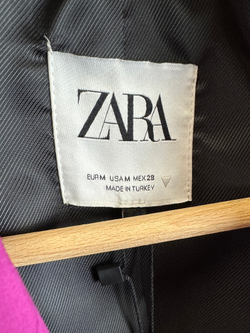 ZARA
EUR M  USA M  MEX 28
MADE IN TURKEY